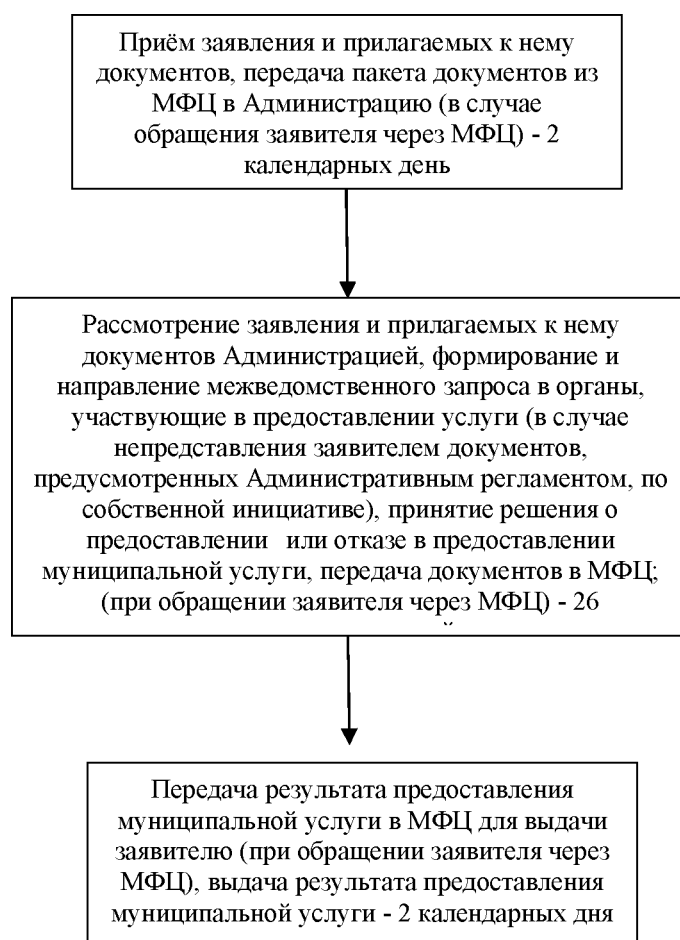 Приём заявления и прилагаемых к нему
документов, передача пакета документов из
МФЦ в Администрацию (в случае
обращения заявителя через МФЦ) - 2
календарных день
Рассмотрение заявления и прилагаемых к нему
документов Администрацией, формирование и
направление межведомственного запроса в органы,
участвующие в предоставлении услуги (в случае
непредставления заявителем документов,
предусмотренных Административным регламентом, по
собственной инициативе), принятие решения о
предоставлении или отказе в предоставлении
муниципальной услуги, передача документов в МФЦ;
(при обращении заявителя через МФЦ) - 26
Передача результата предоставления
муниципальной услуги в МФЦ для выдачи
заявителю (при обращении заявителя через
МФЦ), выдача результата предоставления
муниципальной услуги - 2 календарных дня